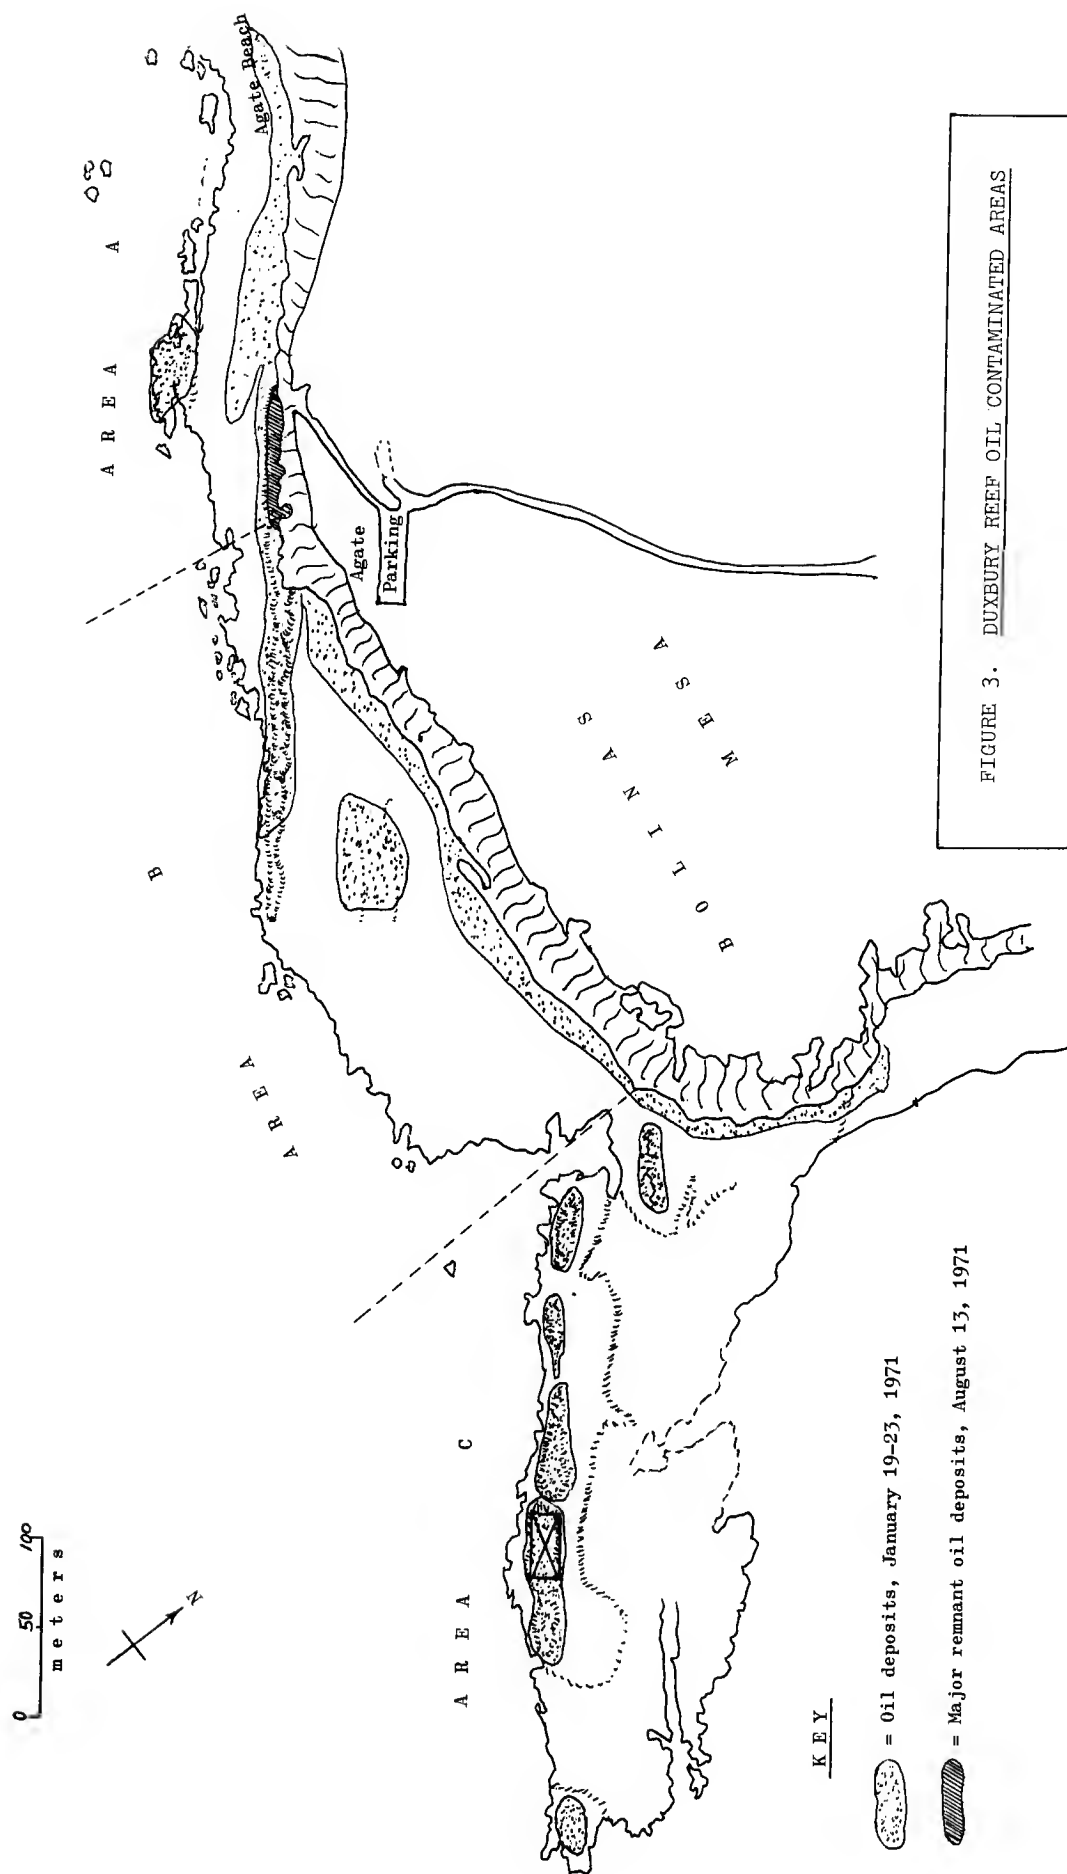 0 50 100
meters
N
AREA A
Agate Beach
AREA B
Agate
Parking
BOLINAS
MESA
AREA C
KEY
= Oil deposits, January 19-23, 1971
= Major remnant oil deposits, August 13, 1971
FIGURE 3. DUXBURY REEF OIL CONTAMINATED AREAS